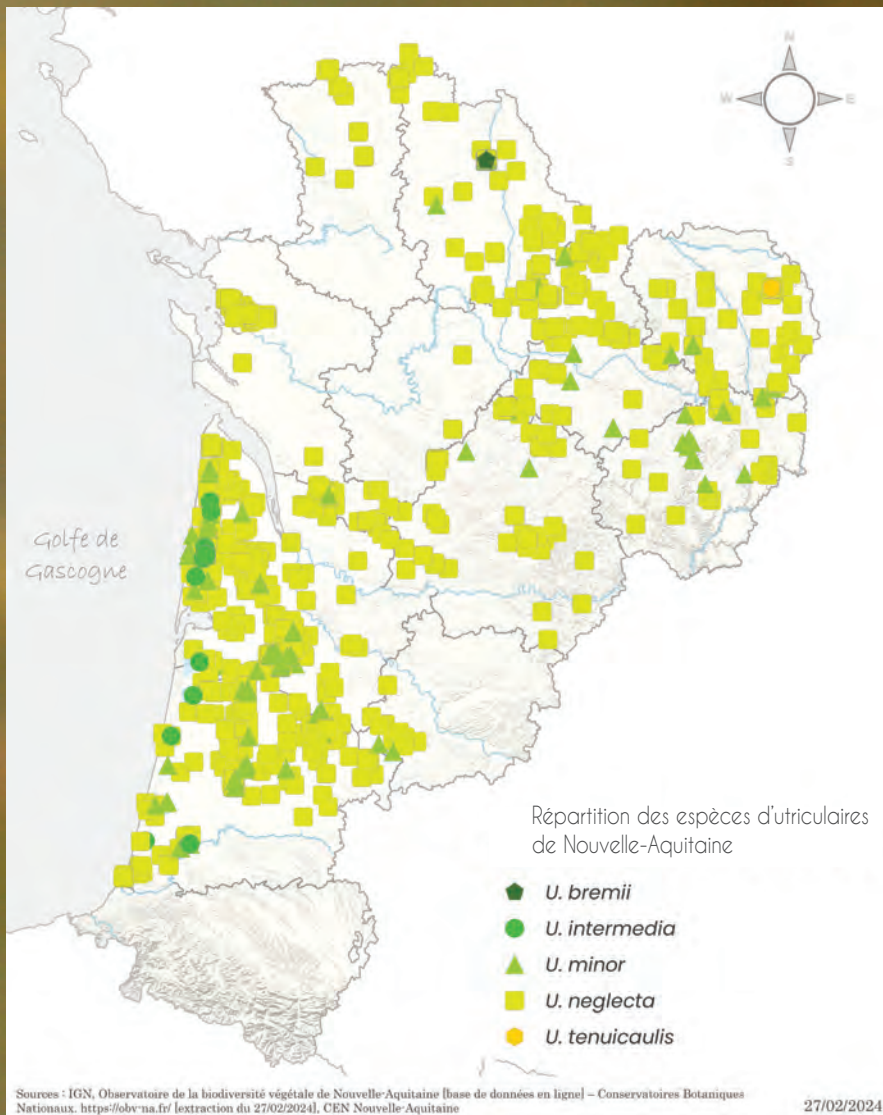 N
W
E
S
Golfe de
Gascogne
Répartition des espèces d'utriculaires
de Nouvelle-Aquitaine
U. bremii
U. intermedia
U. minor
U. neglecta
U. tenuicaulis
Sources : IGN, Observatoire de la biodiversité végétale de Nouvelle-Aquitaine [base de données en ligne] – Conservatoires Botaniques
Nationaux. https://obv-na.fr/ [extraction du 27/02/2024], CEN Nouvelle-Aquitaine
27/02/2024